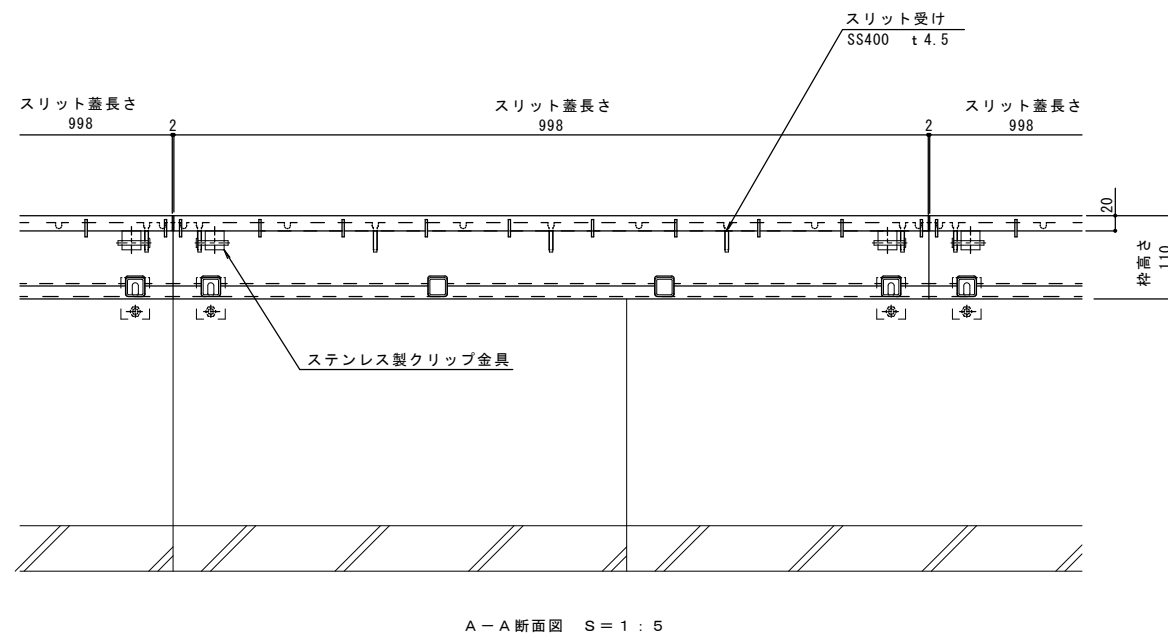 スリット受け
SS400 t 4.5
スリット蓋長さ
998
2
スリット蓋長さ
998
2
スリット蓋長さ
998
20
枠高さ
110
ステンレス製クリップ金具
A-A断面図 S=1:5